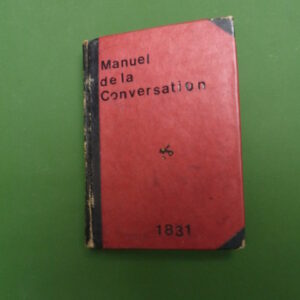 Manuel
de la
Conversation
1831